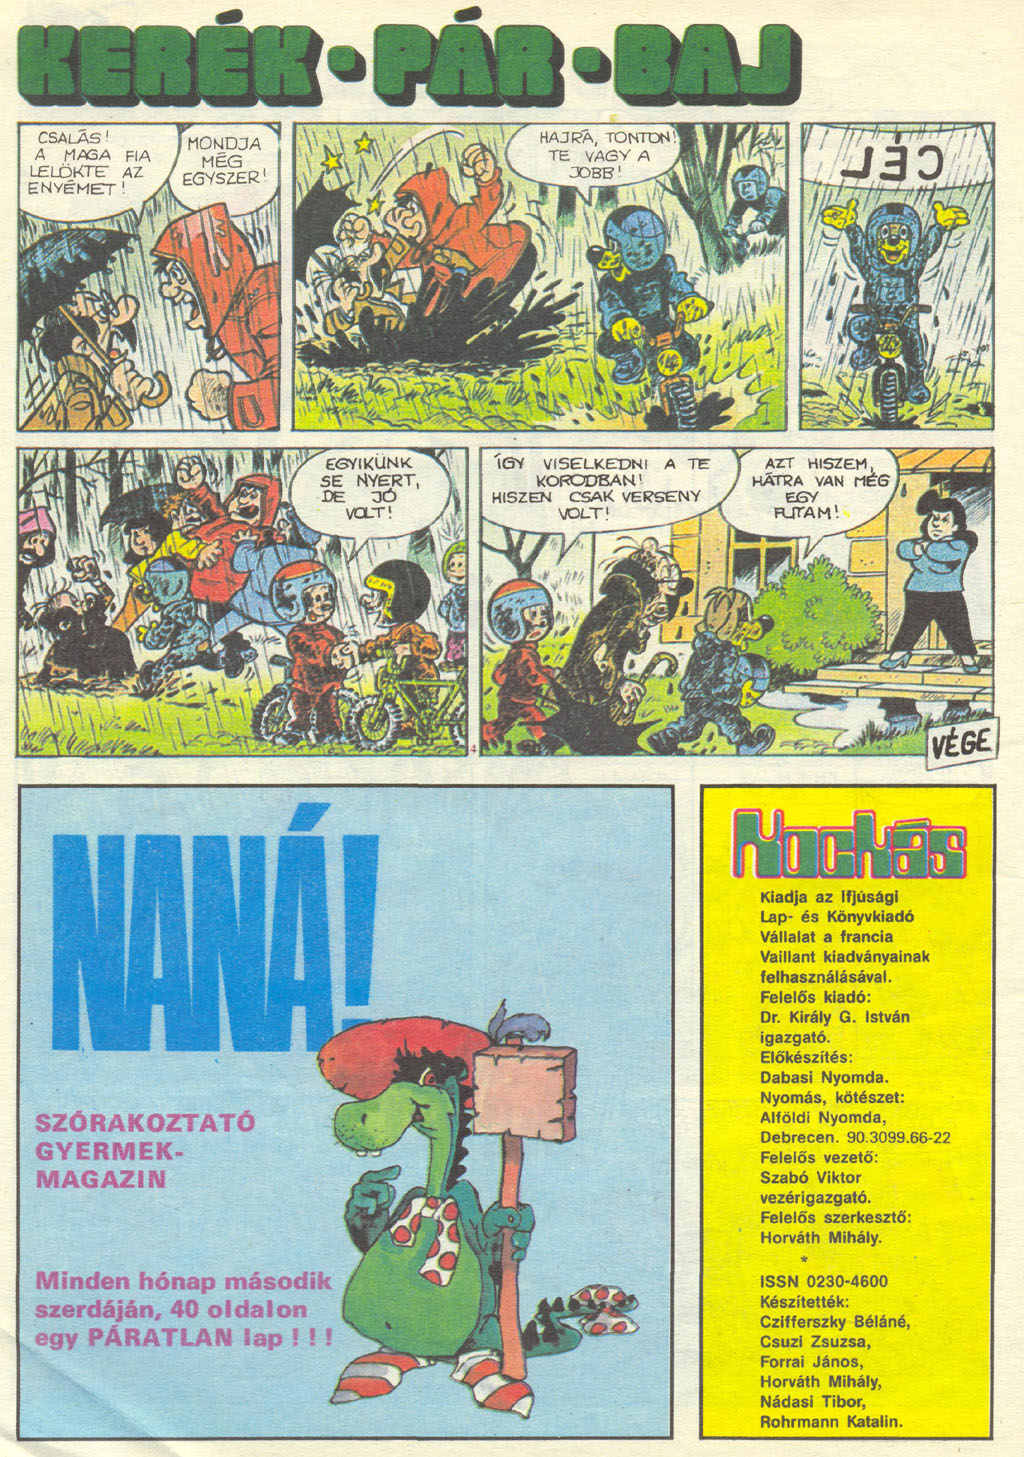 KERÉK·PÁR·BAJ
CSALÁS!
A MAGA FIA
LELÖKTE AZ
ENYÉMET!
MONDJA
MÉG
EGYSZER!
HAJRÁ, TONTON!
TE VAGY A
JOBB!
CÉL
EGYIKÜNK
SE NYERT,
DE JÓ
VOLT!
4
ÍGY VISELKEDNI A TE
KORODBAN!
HISZEN CSAK VERSENY
VOLT!
AZT HISZEM,
HÁTRA VAN MÉG
EGY
FUTAM!
VÉGE
NANÁ!
SZÓRAKOZTATÓ
GYERMEK-
MAGAZIN
Minden hónap második
szerdáján, 40 oldalon
egy PÁRATLAN lap ! ! !
Kockás
Kiadja az Ifjúsági
Lap- és Könyvkiadó
Vállalat a francia
Vaillant kiadványainak
felhasználásával.
Felelős kiadó:
Dr. Király G. István
igazgató.
Előkészítés:
Dabasi Nyomda.
Nyomás, kötészet:
Alföldi Nyomda,
Debrecen. 90.3099.66-22
Felelős vezető:
Szabó Viktor
vezérigazgató.
Felelős szerkesztő:
Horváth Mihály.
*
ISSN 0230-4600
Készítették:
Czifferszky Béláné,
Csuzi Zsuzsa,
Forrai János,
Horváth Mihály,
Nádasi Tibor,
Rohrmann Katalin.